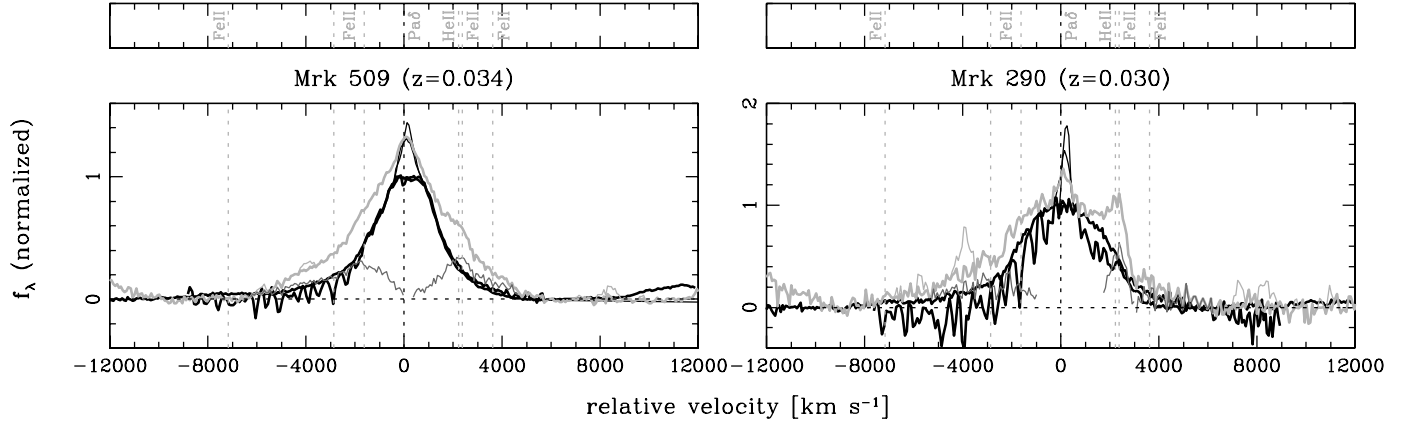 FeII FeII Paδ HeII FeII FeII FeII FeII Paδ HeII FeII FeII
Mrk 509 (z=0.034) Mrk 290 (z=0.030)
2
1 1
0 0
fλ (normalized)
−12000 −8000 −4000 0 4000 8000 12000 −12000 −8000 −4000 0 4000 8000 12000
relative velocity [km s⁻¹]